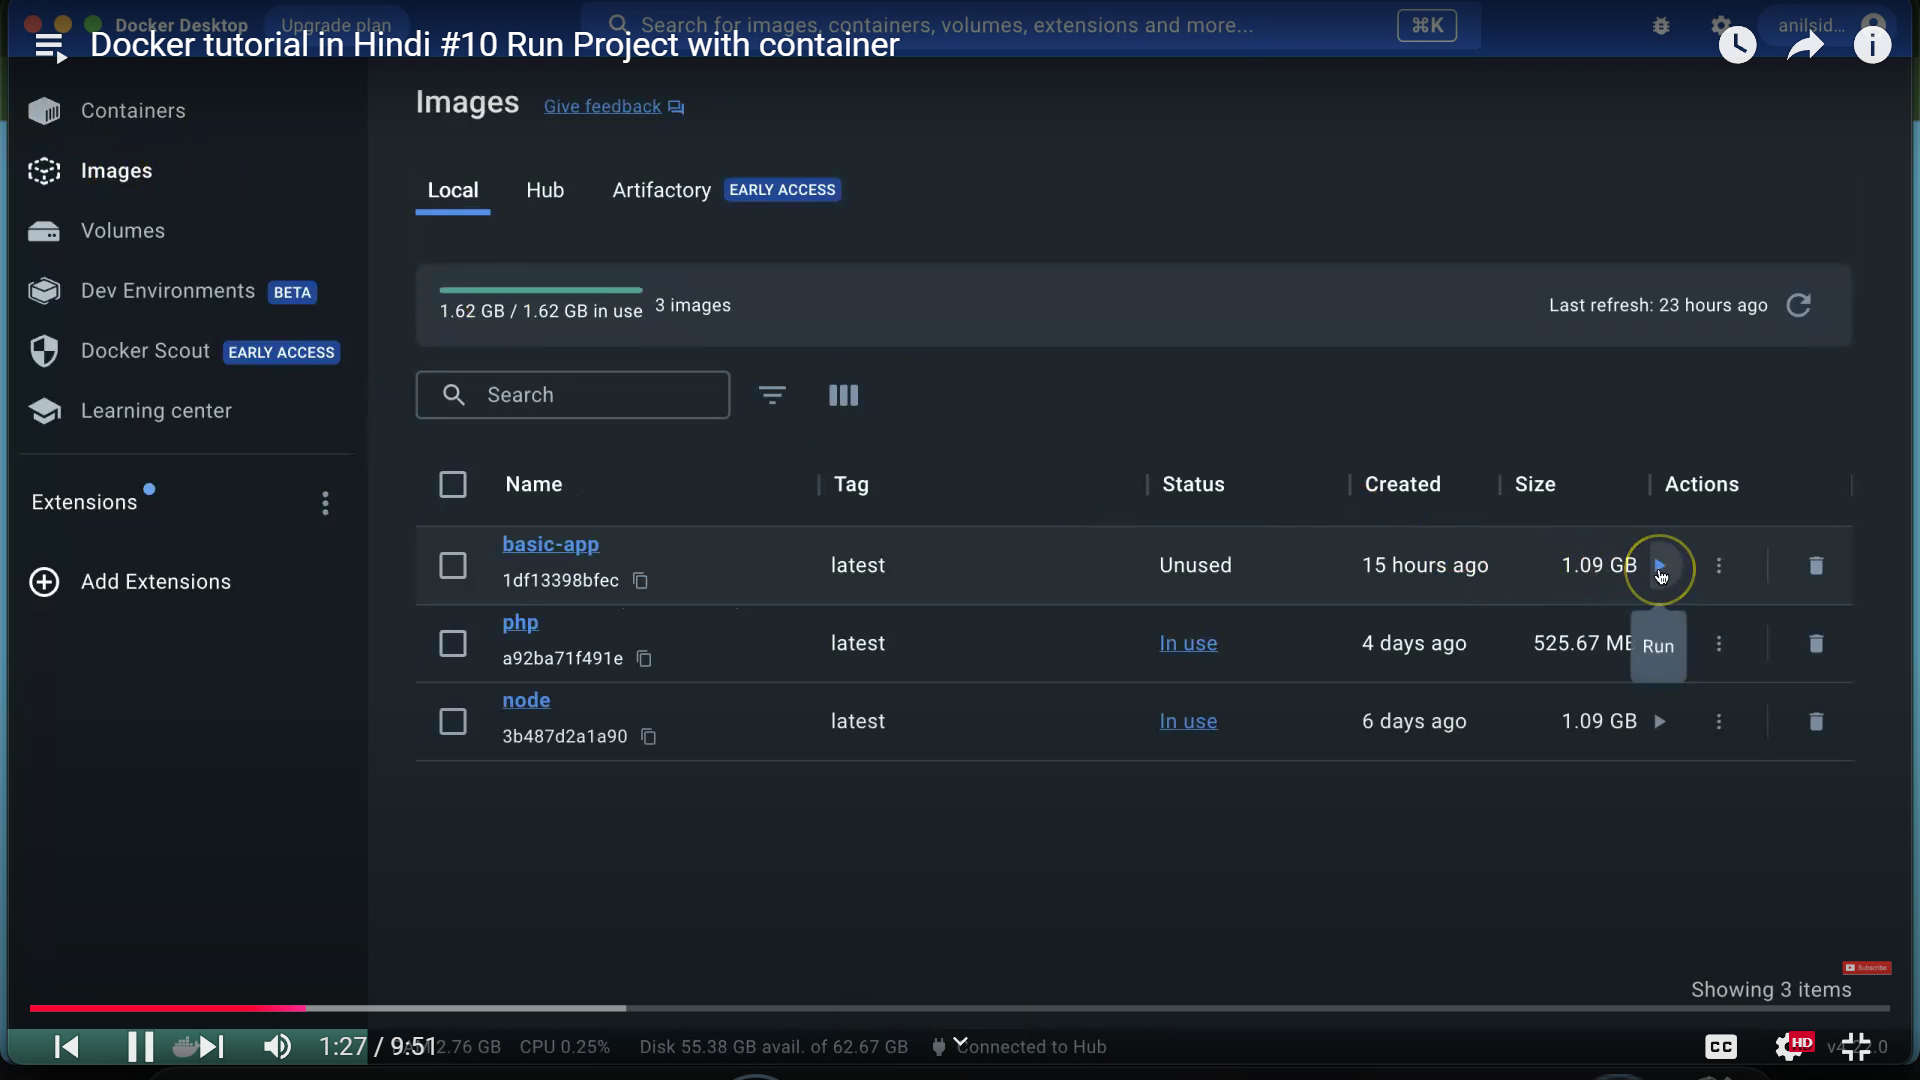 Docker Desktop
Upgrade plan
Search for images, containers, volumes, extensions and more...
⌘K
anilsid...
Docker tutorial in Hindi #10 Run Project with container
Containers
Images
Volumes
Dev Environments BETA
Docker Scout EARLY ACCESS
Learning center
Extensions
Add Extensions
Images Give feedback
Local Hub Artifactory EARLY ACCESS
1.62 GB / 1.62 GB in use 3 images
Last refresh: 23 hours ago
Search
Name Tag Status Created Size Actions
basic-app
1df13398bfec
latest Unused 15 hours ago 1.09 GB
php
a92ba71f491e
latest In use 4 days ago 525.67 MB
Run
node
3b487d2a1a90
latest In use 6 days ago 1.09 GB
Subscribe
Showing 3 items
1:27 / 9:51
2.76 GB CPU 0.25% Disk 55.38 GB avail. of 62.67 GB Connected to Hub
CC
HD